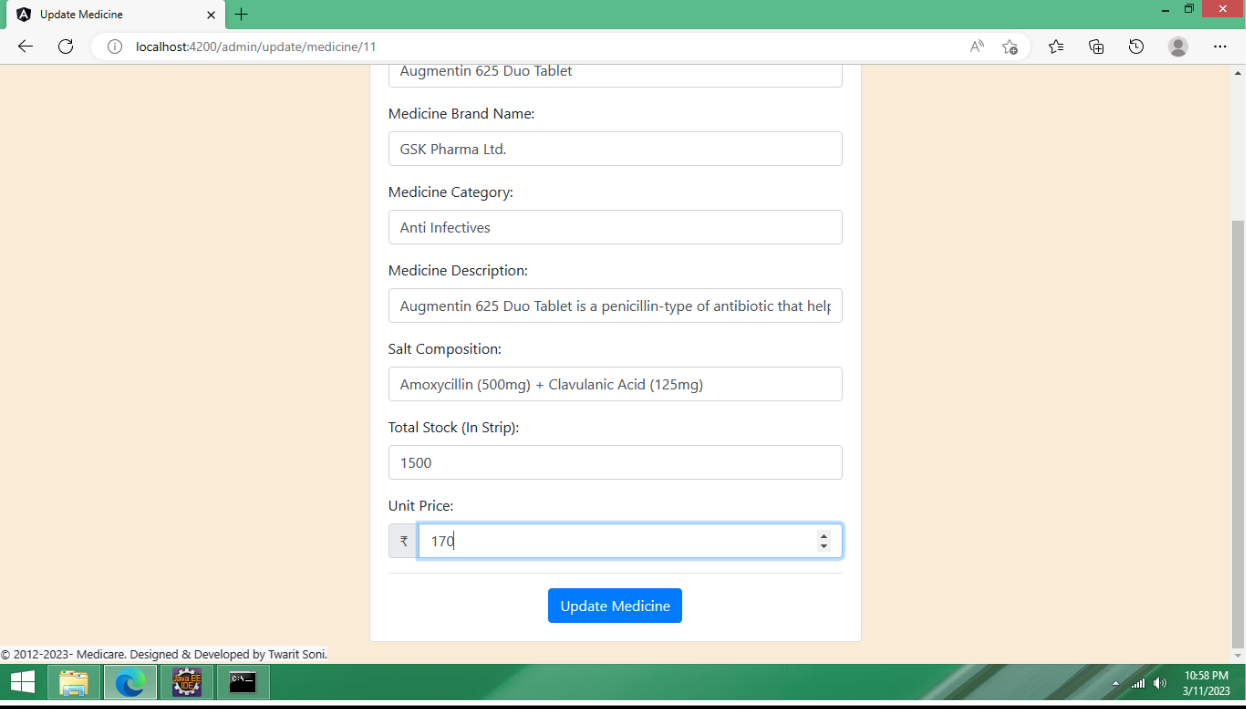 Update Medicine
localhost:4200/admin/update/medicine/11
Augmentin 625 Duo Tablet
Medicine Brand Name:
GSK Pharma Ltd.
Medicine Category:
Anti Infectives
Medicine Description:
Augmentin 625 Duo Tablet is a penicillin-type of antibiotic that help
Salt Composition:
Amoxycillin (500mg) + Clavulanic Acid (125mg)
Total Stock (In Strip):
1500
Unit Price:
₹ 170
Update Medicine
© 2012-2023- Medicare. Designed & Developed by Twarit Soni.
Java EE
IDE
C:\_
10:58 PM
3/11/2023